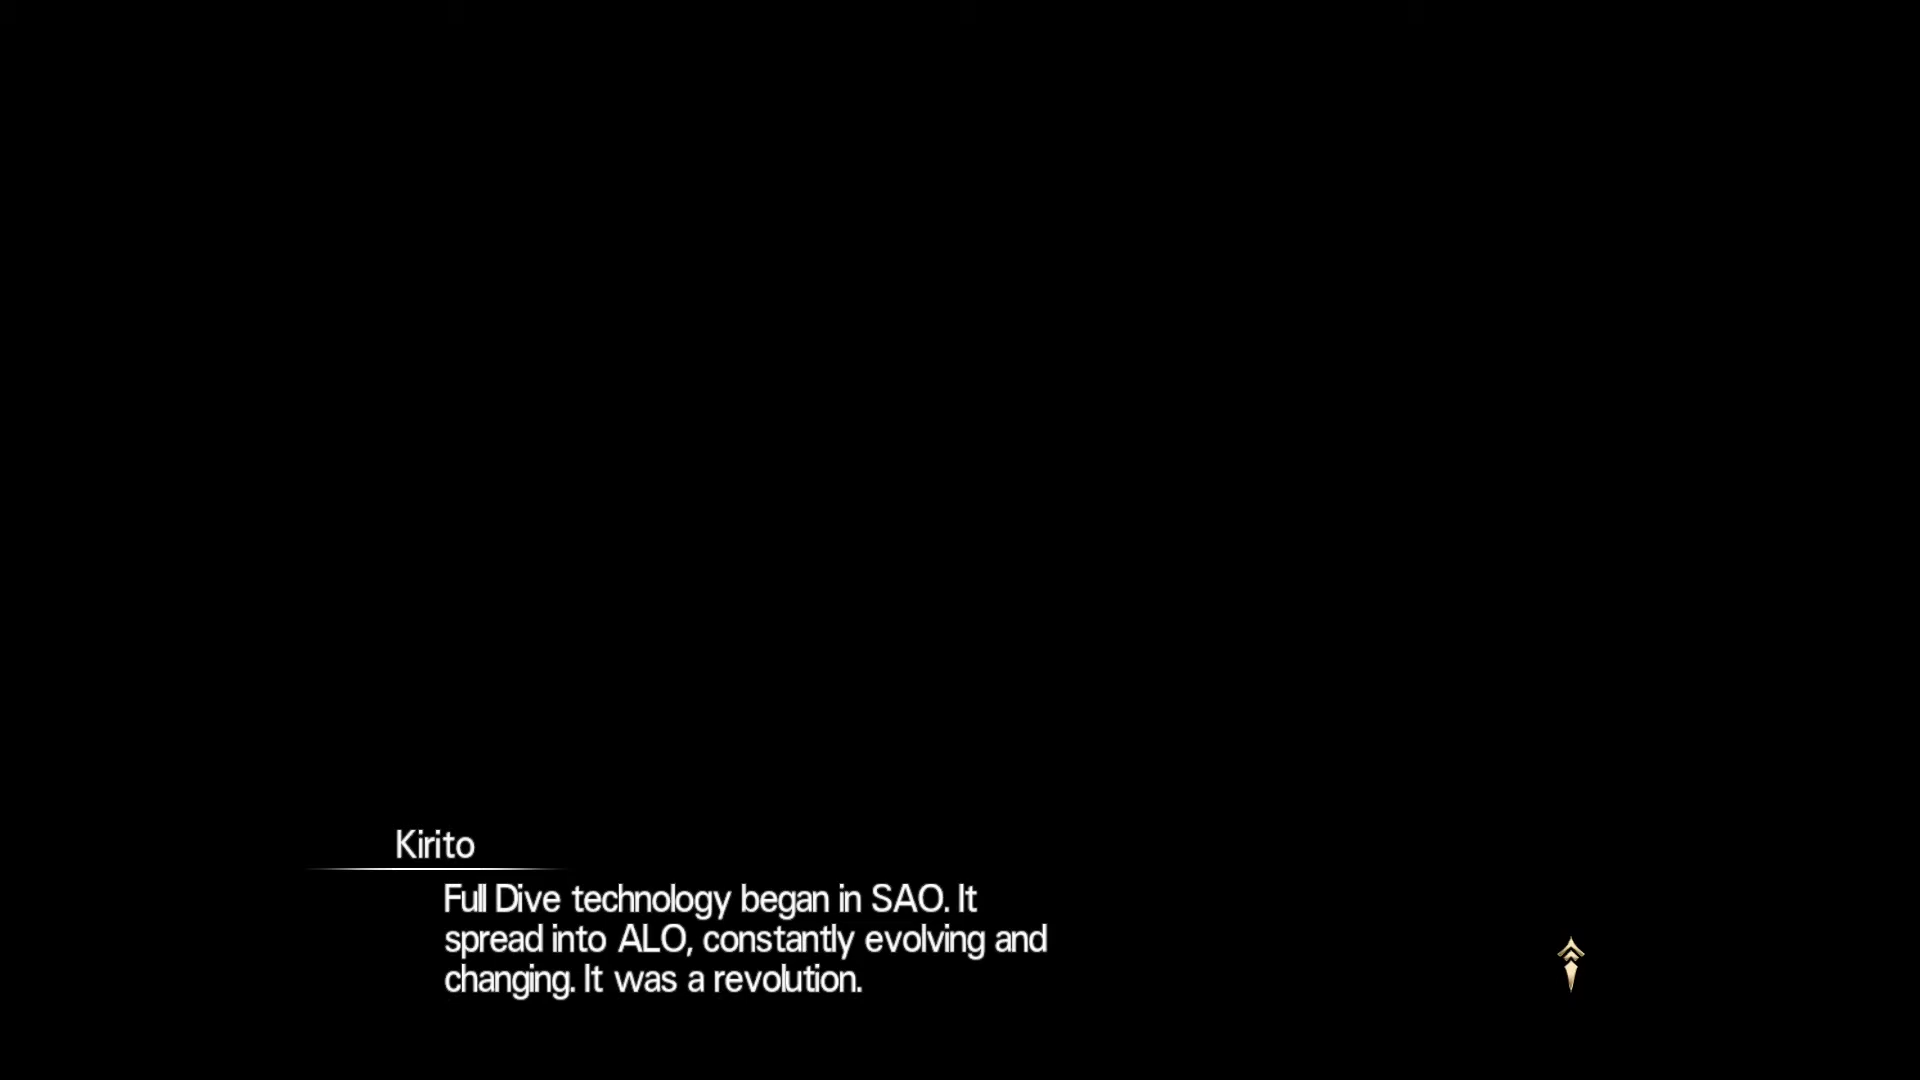 Kirito
Full Dive technology began in SAO. It
spread into ALO, constantly evolving and
changing. It was a revolution.